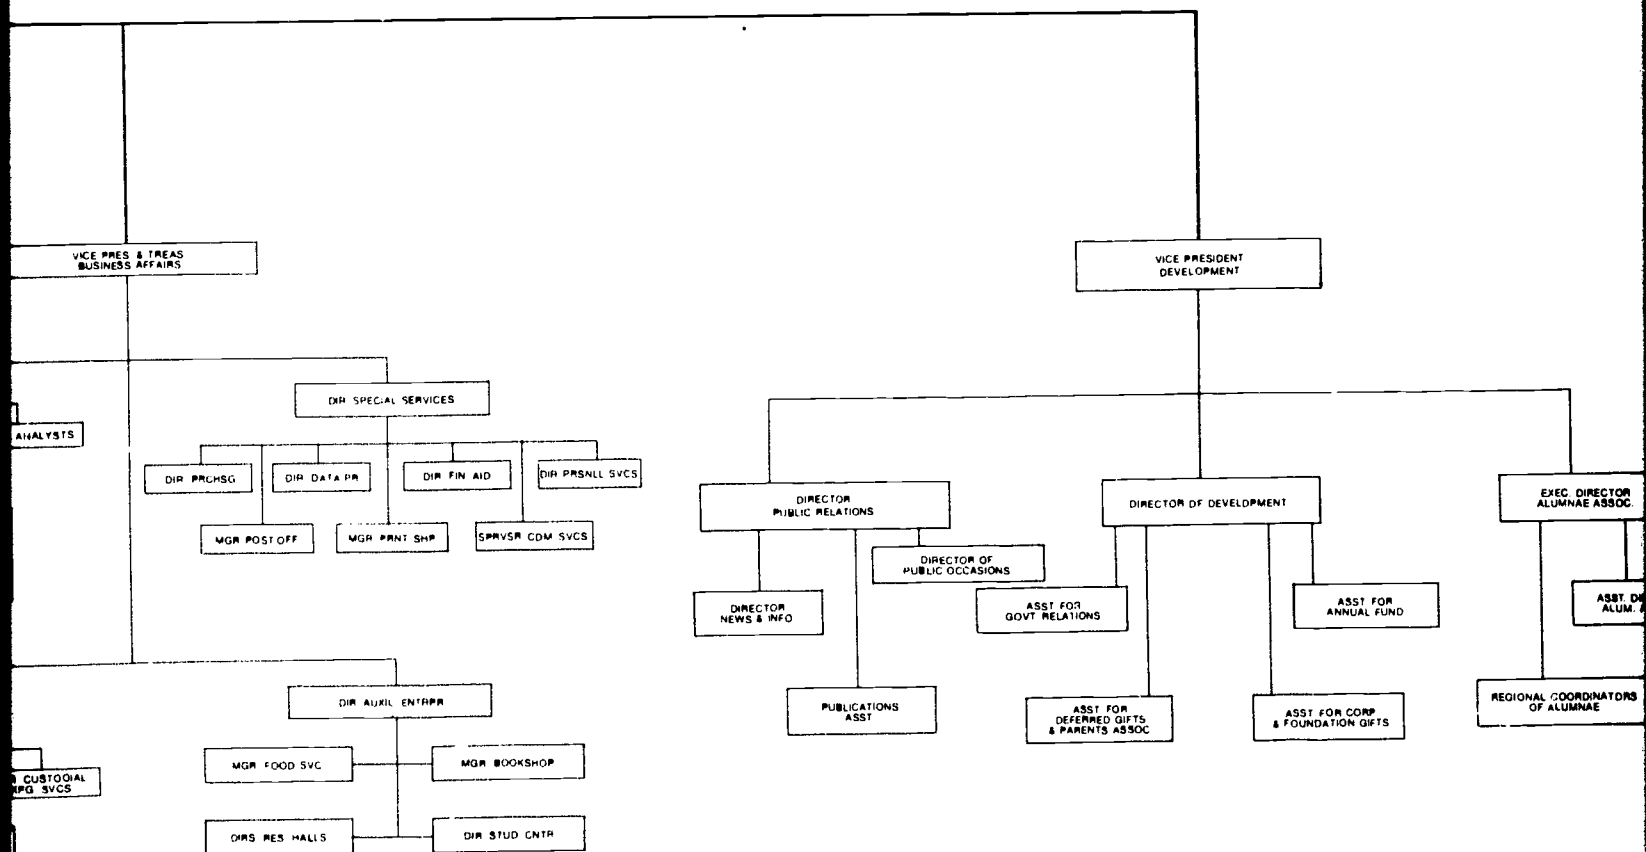 VICE PRES & TREAS
BUSINESS AFFAIRS
VICE PRESIDENT
DEVELOPMENT
DIR SPECIAL SERVICES
ANALYSTS
DIR PRCHSG
DIR DATA PR
DIR FIN AID
DIR PRSNLL SVCS
MGR POST OFF
MGR PRNT SHP
SPRVSR COM SVCS
DIRECTOR
PUBLIC RELATIONS
DIRECTOR OF DEVELOPMENT
EXEC. DIRECTOR
ALUMNAE ASSOC.
DIRECTOR OF
PUBLIC OCCASIONS
DIRECTOR
NEWS & INFO
ASST FOR
GOVT RELATIONS
ASST FOR
ANNUAL FUND
ASST.
ALUM.
DIR AUXIL ENTRPR
PUBLICATIONS
ASST
ASST FOR
DEFERRED GIFTS
& PARENTS ASSOC
ASST FOR CORP
& FOUNDATION GIFTS
REGIONAL COORDINATORS
OF ALUMNAE
MGR FOOD SVC
MGR BOOKSHOP
CUSTODIAL
SVCS
DIRS RES HALLS
DIR STUD CNTR